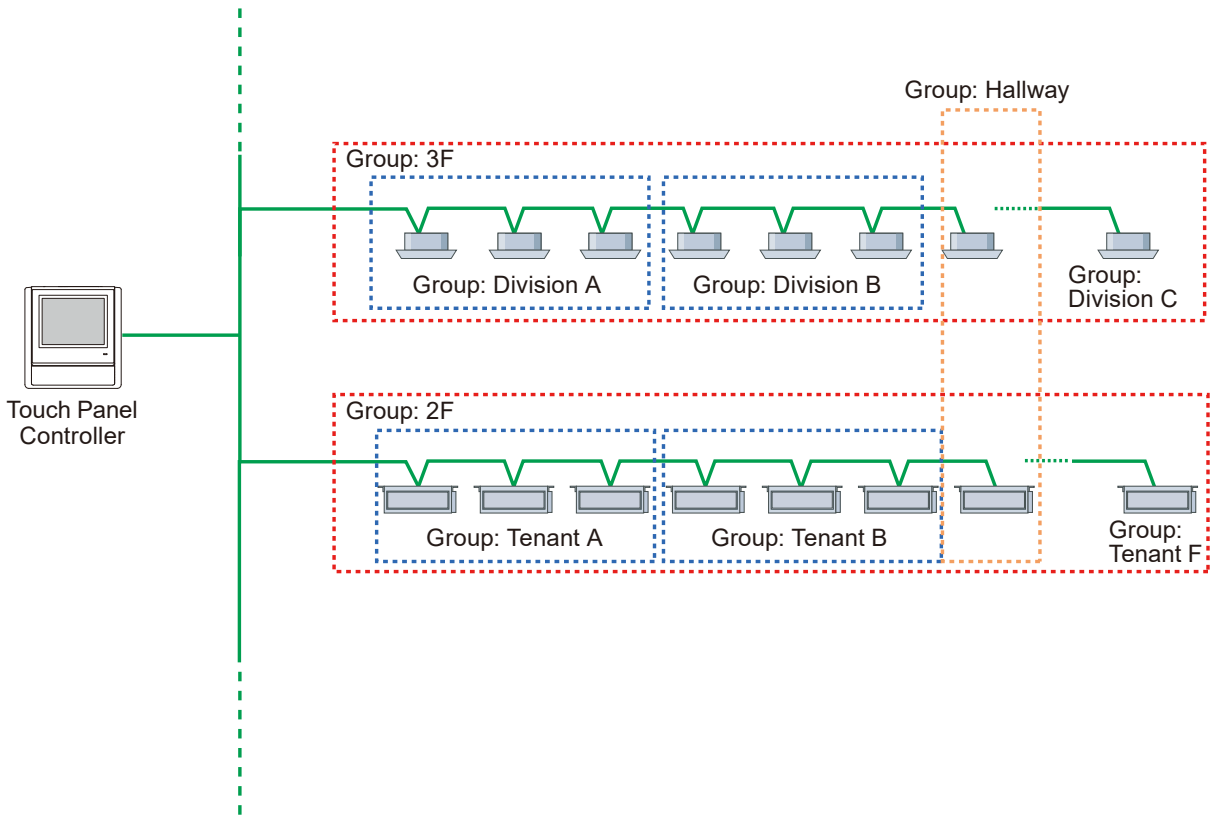 Group: Hallway
Group: 3F
Group: Division A
Group: Division B
Group:
Division C
Touch Panel
Controller
Group: 2F
Group: Tenant A
Group: Tenant B
Group:
Tenant F